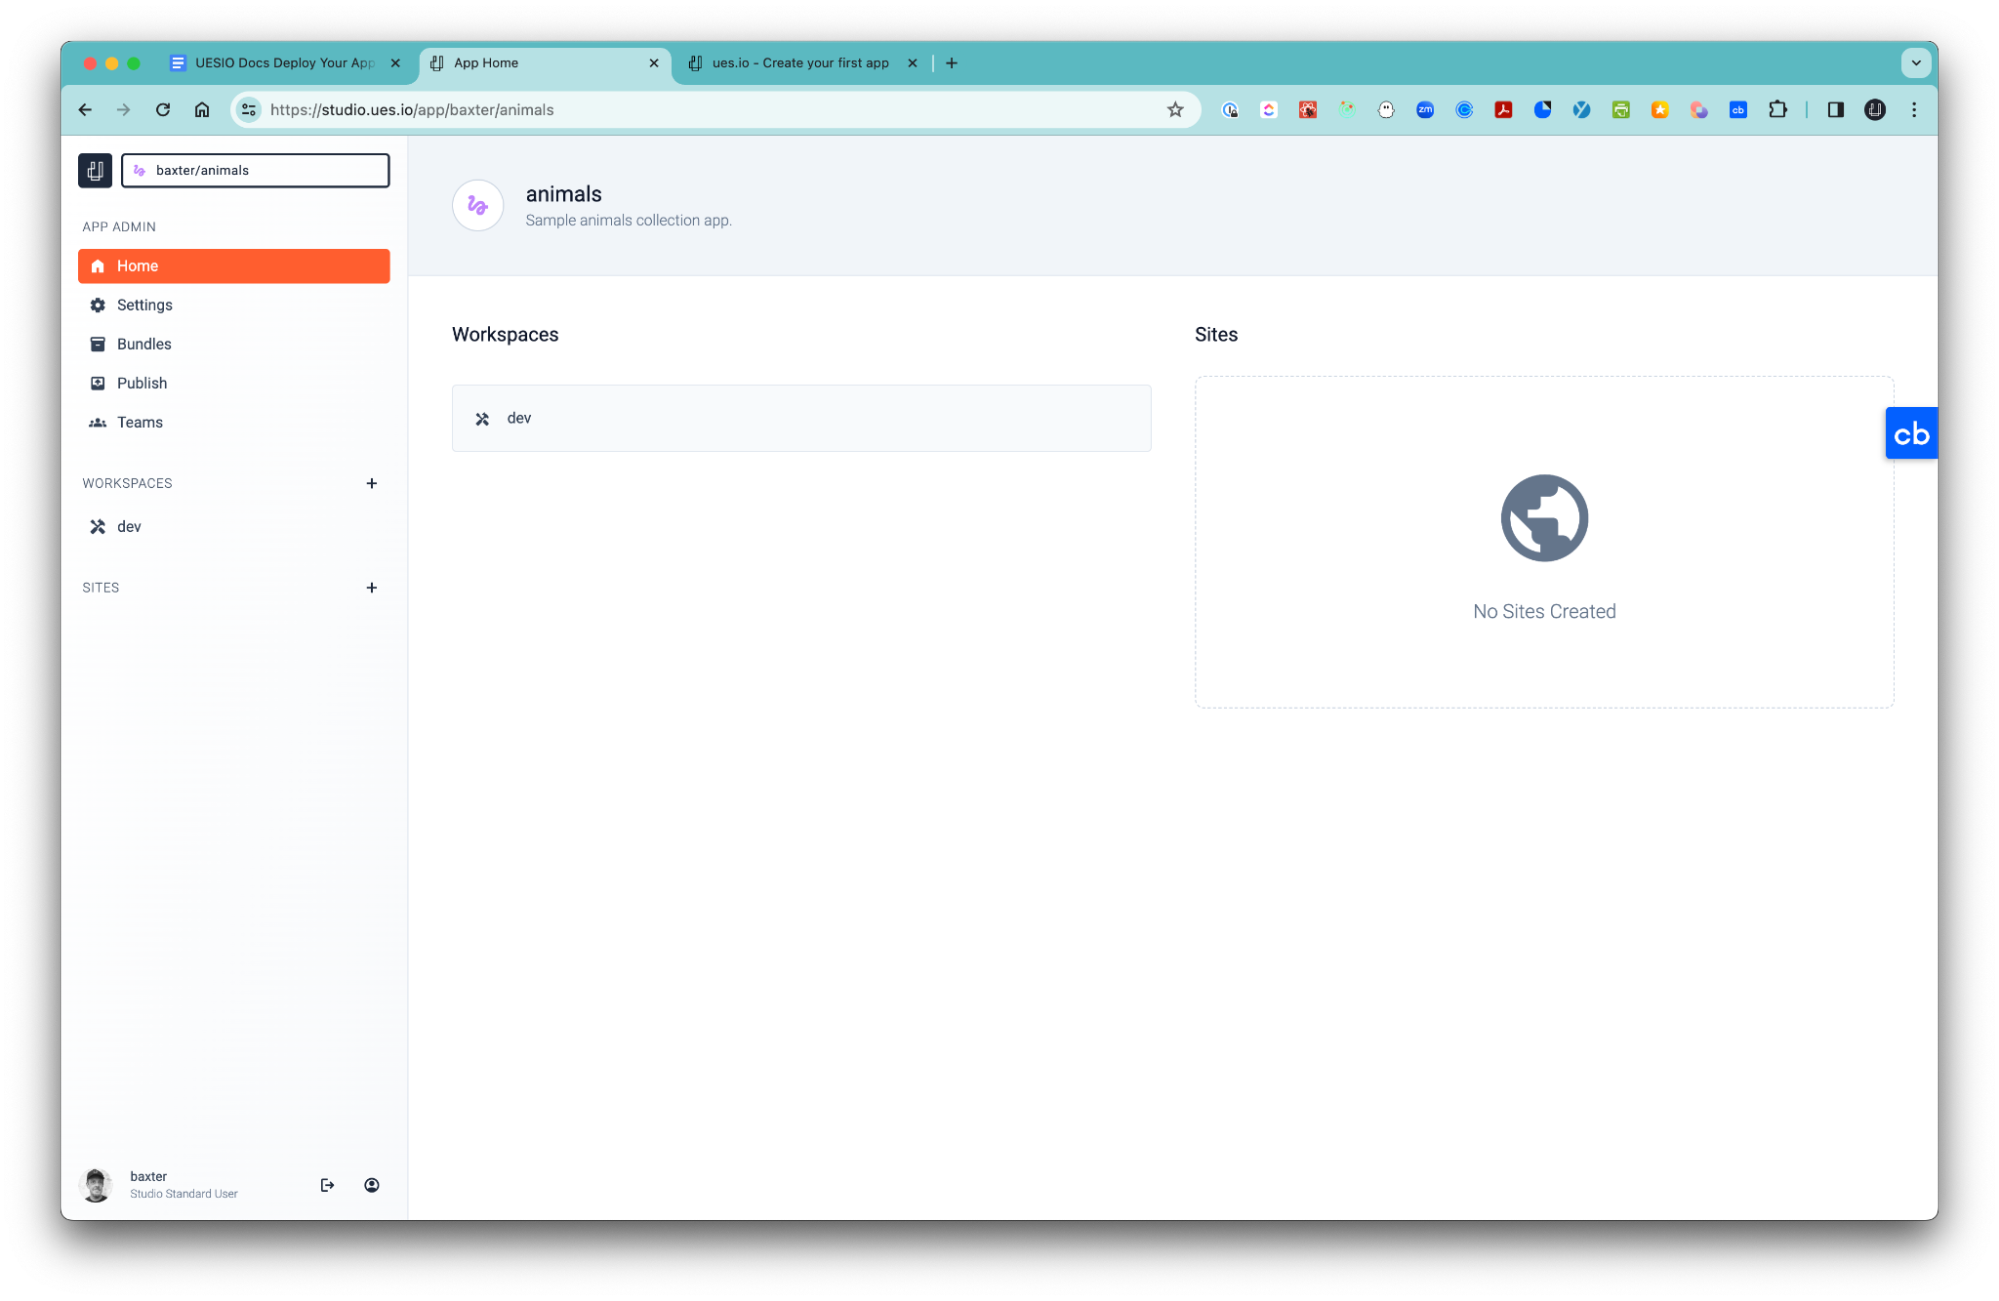 UESIO Docs Deploy Your App
App Home
ues.io - Create your first app
https://studio.ues.io/app/baxter/animals
zm
cb
baxter/animals
APP ADMIN
Home
Settings
Bundles
Publish
Teams
WORKSPACES
dev
SITES
animals
Sample animals collection app.
Workspaces
dev
Sites
No Sites Created
cb
baxter
Studio Standard User